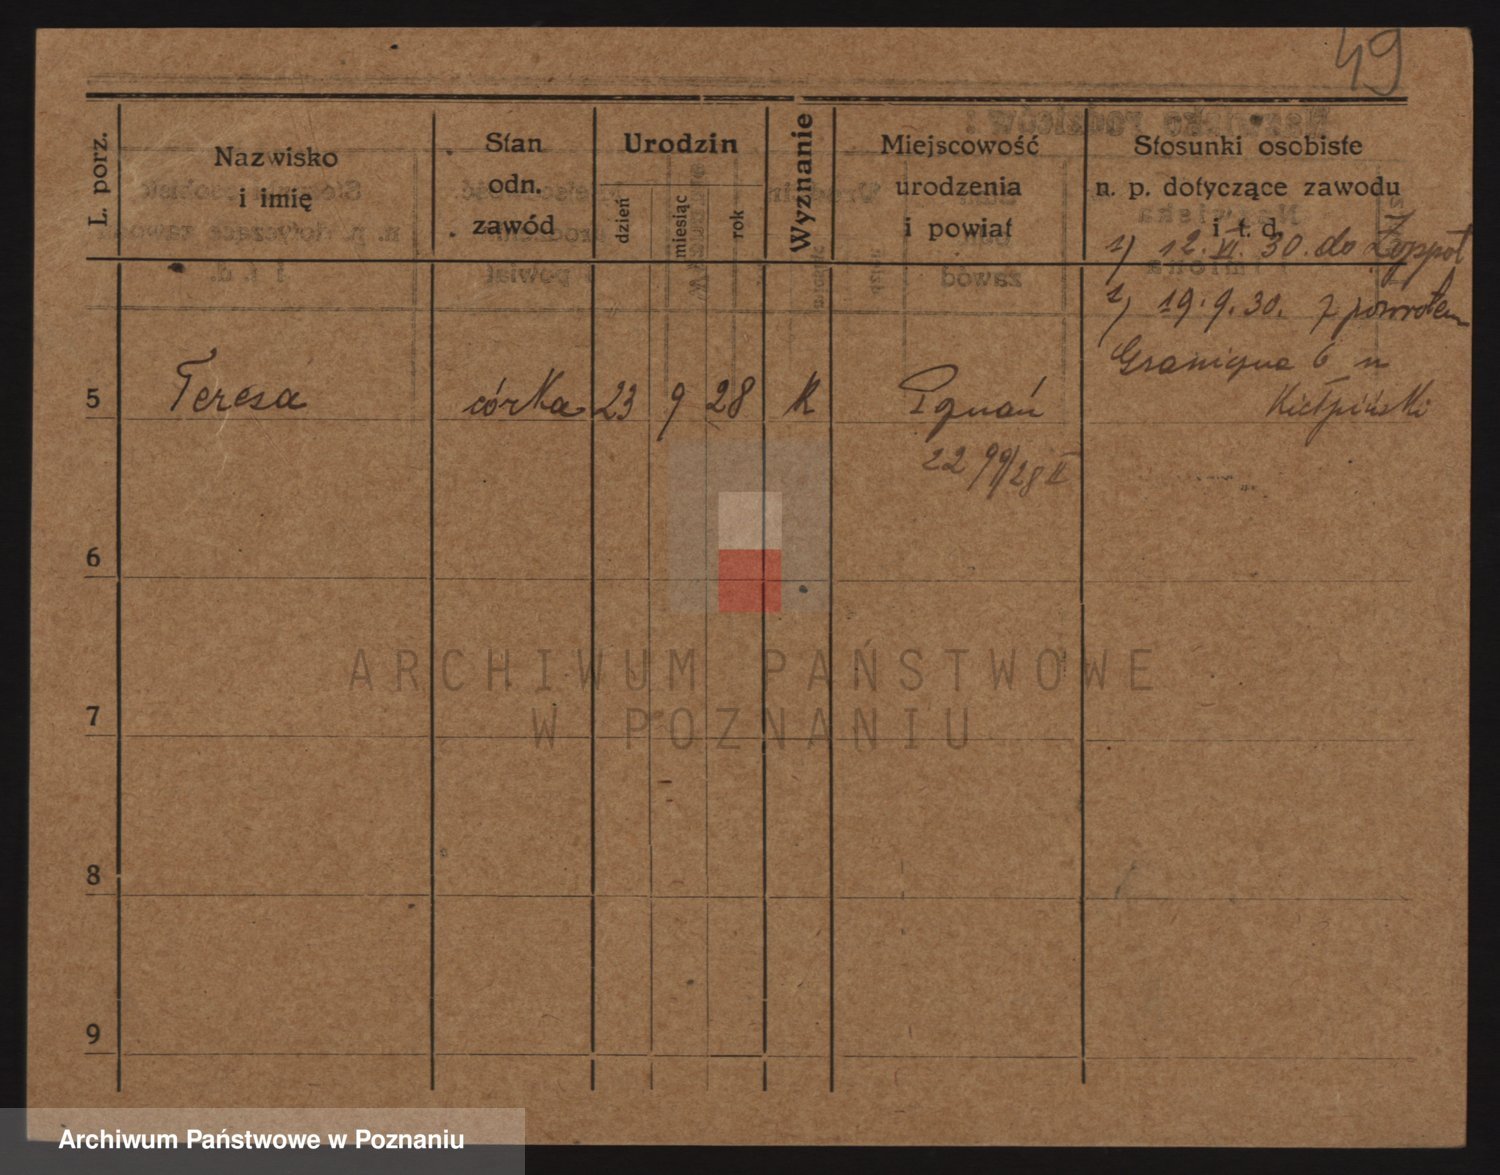 49
L. porz.
Nazwisko
i imię
Stan
odn.
zawód
Urodzin
dzień
miesiąc
rok
Wyznanie
Miejscowość
urodzenia
i powiat
Stosunki osobiste
n. p. dotyczące zawodu
i t. d.
1) 12. VI. 30. do Zoppot
2) 19. 9. 30. z powrotem
Graniczna 6 u
5 Teresa córka 23 9 28 K Poznań
22 99/28 II
6
7
8
9
ARCHIWUM PAŃSTWOWE
W POZNANIU
Archiwum Państwowe w Poznaniu